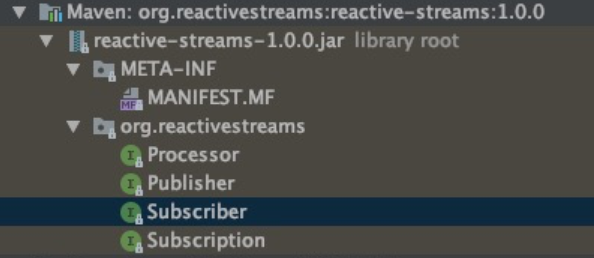 Maven: org.reactivestreams:reactive-streams:1.0.0
reactive-streams-1.0.0.jar library root
META-INF
MF MANIFEST.MF
org.reactivestreams
I Processor
I Publisher
I Subscriber
I Subscription